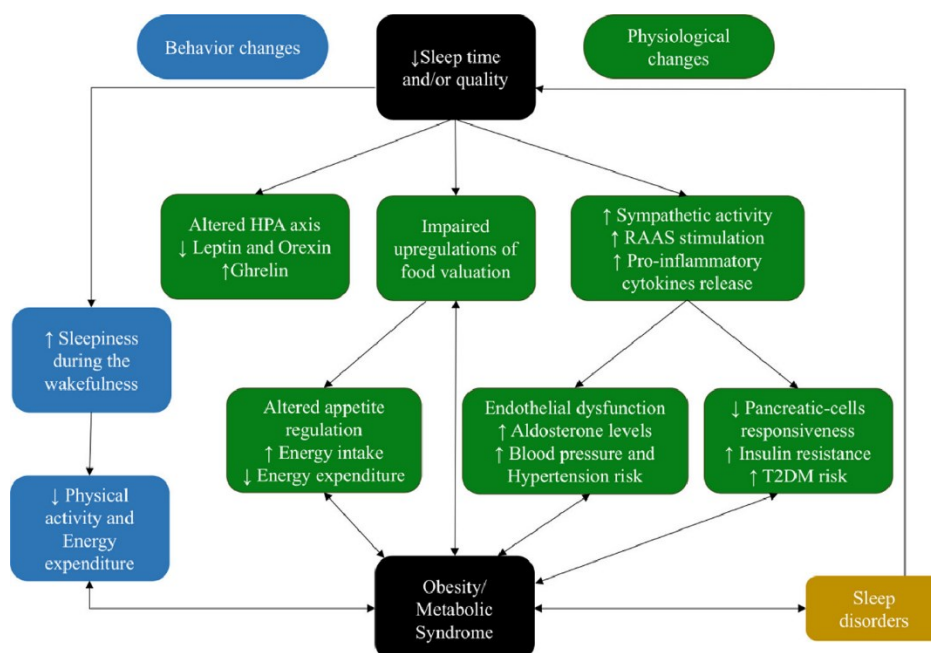 Behavior changes
↓Sleep time
and/or quality
Physiological
changes
Altered HPA axis
↓ Leptin and Orexin
↑Ghrelin
Impaired
upregulations of
food valuation
↑ Sympathetic activity
↑ RAAS stimulation
↑ Pro-inflammatory
cytokines release
↑ Sleepiness
during the
wakefulness
Altered appetite
regulation
↑ Energy intake
↓ Energy expenditure
Endothelial dysfunction
↑ Aldosterone levels
↑ Blood pressure and
Hypertension risk
↓ Pancreatic-cells
responsiveness
↑ Insulin resistance
↑ T2DM risk
↓ Physical
activity and
Energy
expenditure
Obesity/
Metabolic
Syndrome
Sleep
disorders